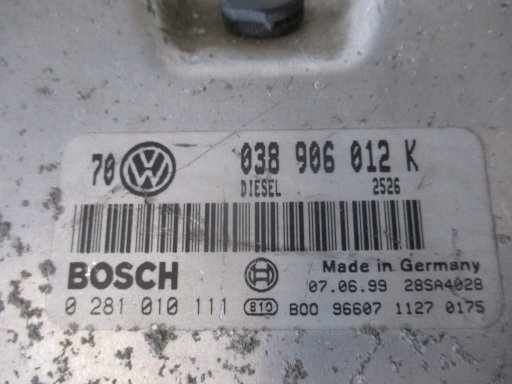 70 VW 038 906 012 K
DIESEL 2526
BOSCH Made in Germany
07.06.99 28SA4028
0 281 010 111 810 B00 96607 1127 0175